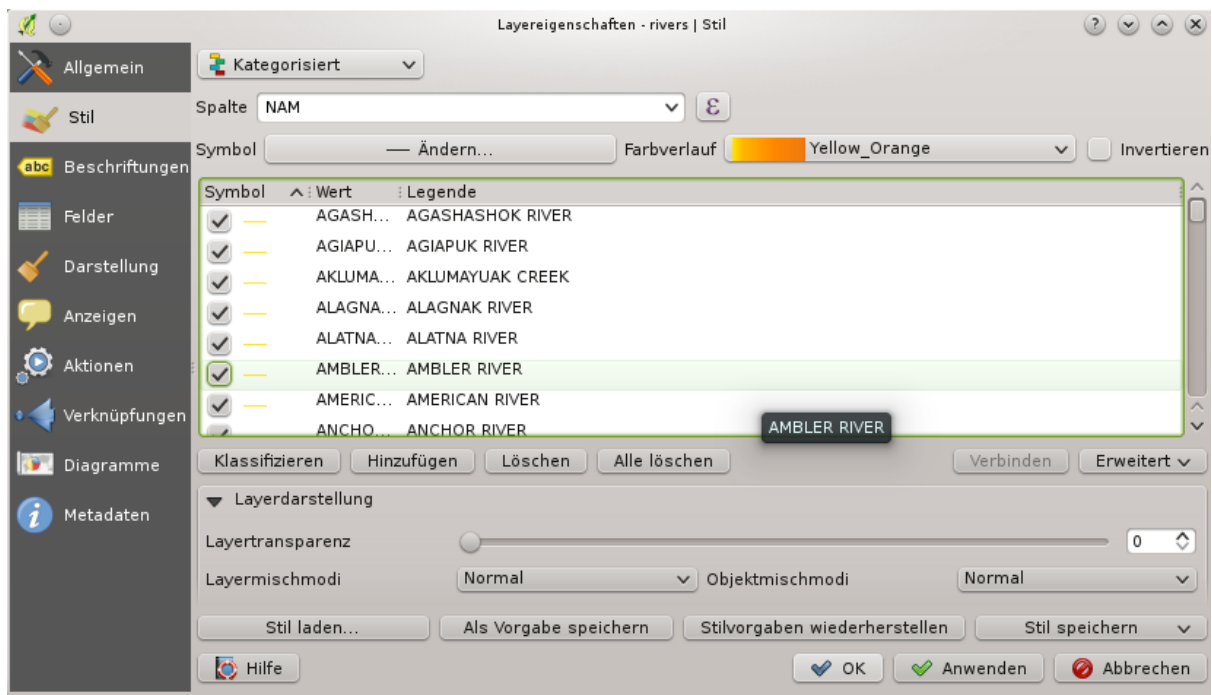 Layereigenschaften - rivers | Stil
Allgemein
Stil
abc Beschriftungen
Felder
Darstellung
Anzeigen
Aktionen
Verknüpfungen
Diagramme
Metadaten
Kategorisiert
Spalte NAM ε
Symbol Ändern... Farbverlauf Yellow_Orange Invertieren
Symbol Wert Legende
AGASH... AGASHASHOK RIVER
AGIAPU... AGIAPUK RIVER
AKLUMA... AKLUMAYUAK CREEK
ALAGNA... ALAGNAK RIVER
ALATNA... ALATNA RIVER
AMBLER... AMBLER RIVER
AMERIC... AMERICAN RIVER
ANCHO... ANCHOR RIVER
AMBLER RIVER
Klassifizieren Hinzufügen Löschen Alle löschen Verbinden Erweitert
Layerdarstellung
Layertransparenz 0
Layermischmodi Normal Objektmischmodi Normal
Stil laden... Als Vorgabe speichern Stilvorgaben wiederherstellen Stil speichern
Hilfe OK Anwenden Abbrechen